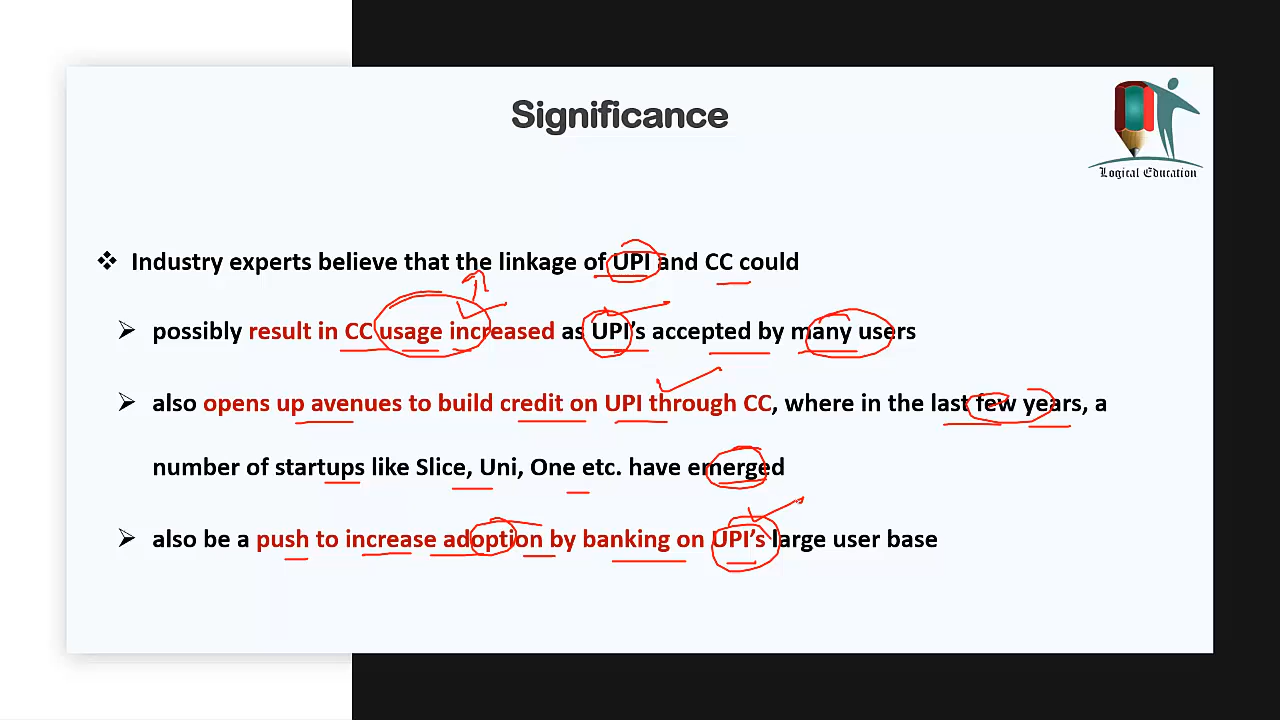 Significance
Logical Education
❖ Industry experts believe that the linkage of UPI and CC could
➢ possibly result in CC usage increased as UPI's accepted by many users
➢ also opens up avenues to build credit on UPI through CC, where in the last few years, a
number of startups like Slice, Uni, One etc. have emerged
➢ also be a push to increase adoption by banking on UPI's large user base